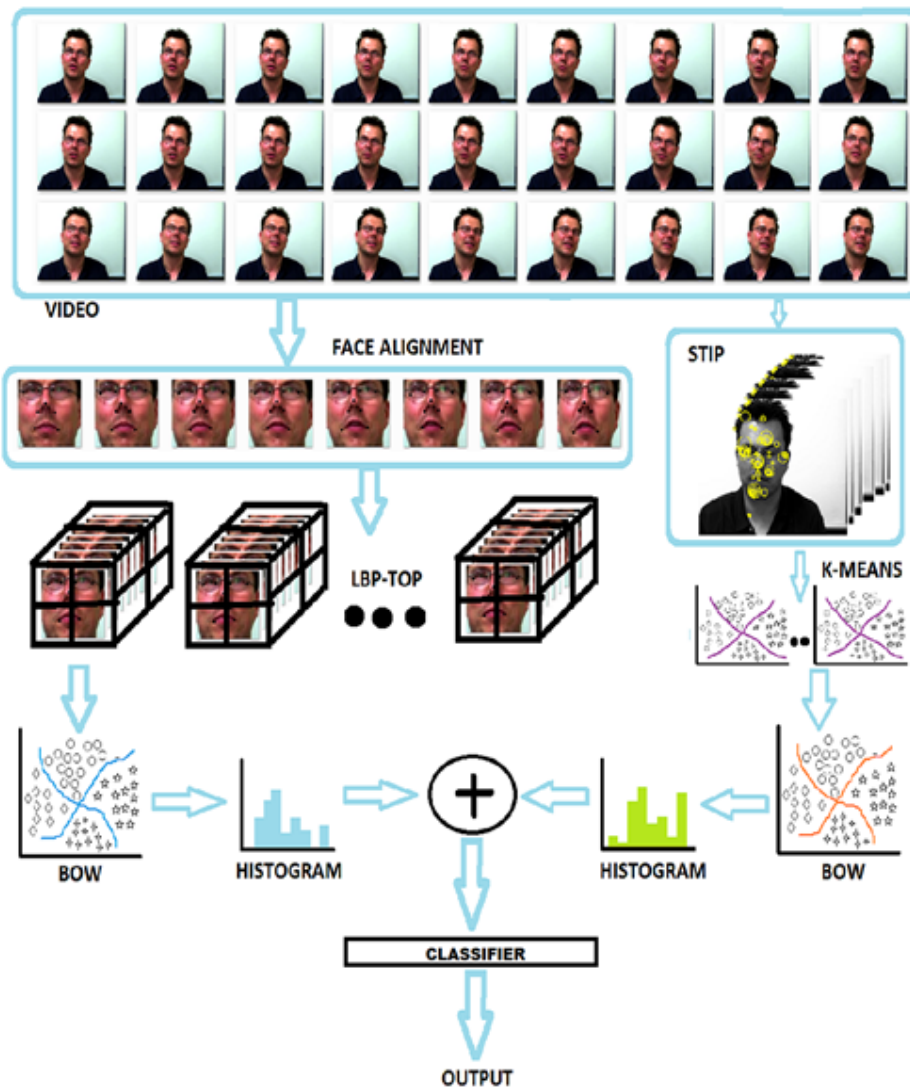 VIDEO
FACE ALIGNMENT
STIP
LBP-TOP
K-MEANS
BOW
HISTOGRAM
HISTOGRAM
BOW
CLASSIFIER
OUTPUT